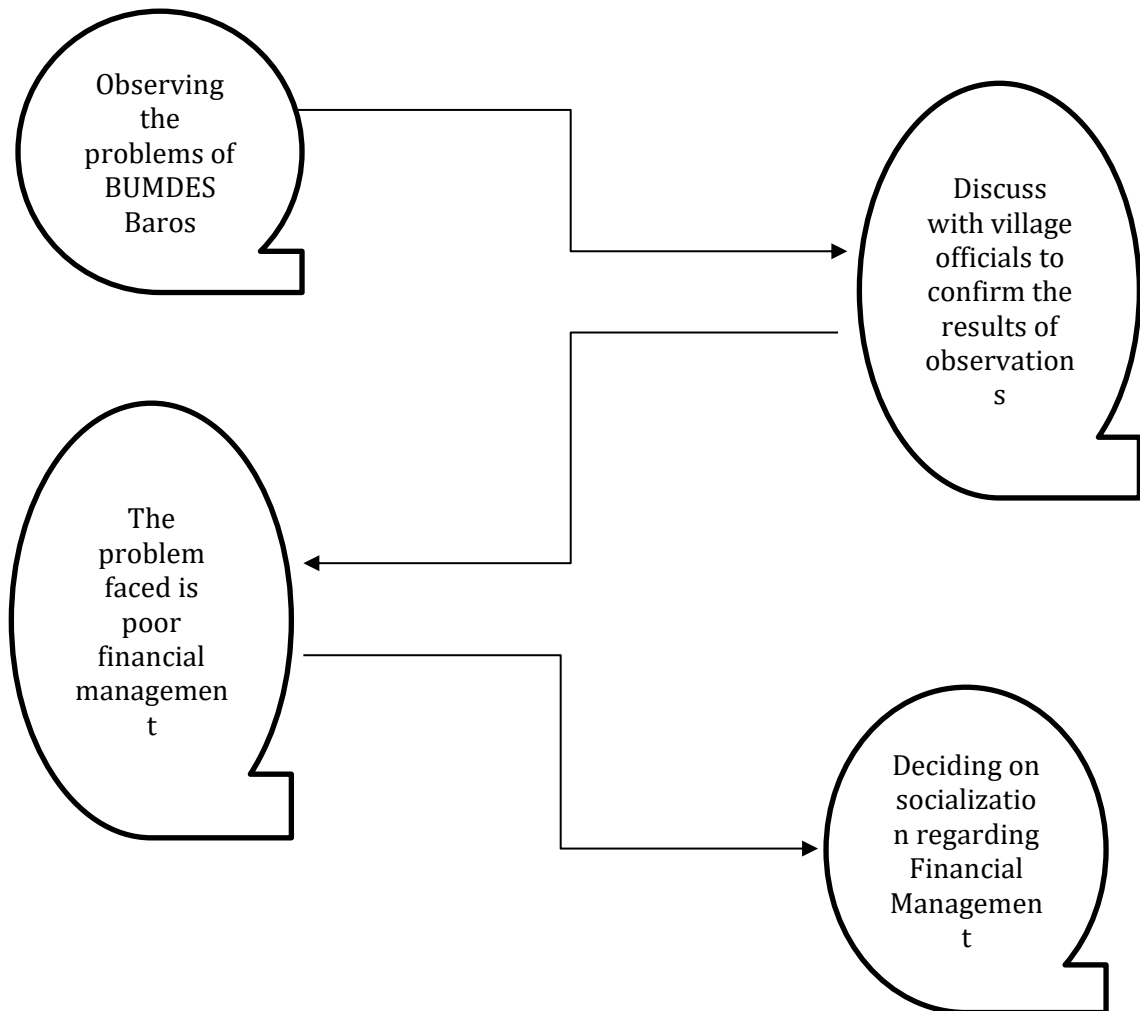 Observing
the
problems of
BUMDES
Baros
Discuss
with village
officials to
confirm the
results of
observation
s
The
problem
faced is
poor
financial
managemen
t
Deciding on
socializatio
n regarding
Financial
Managemen
t